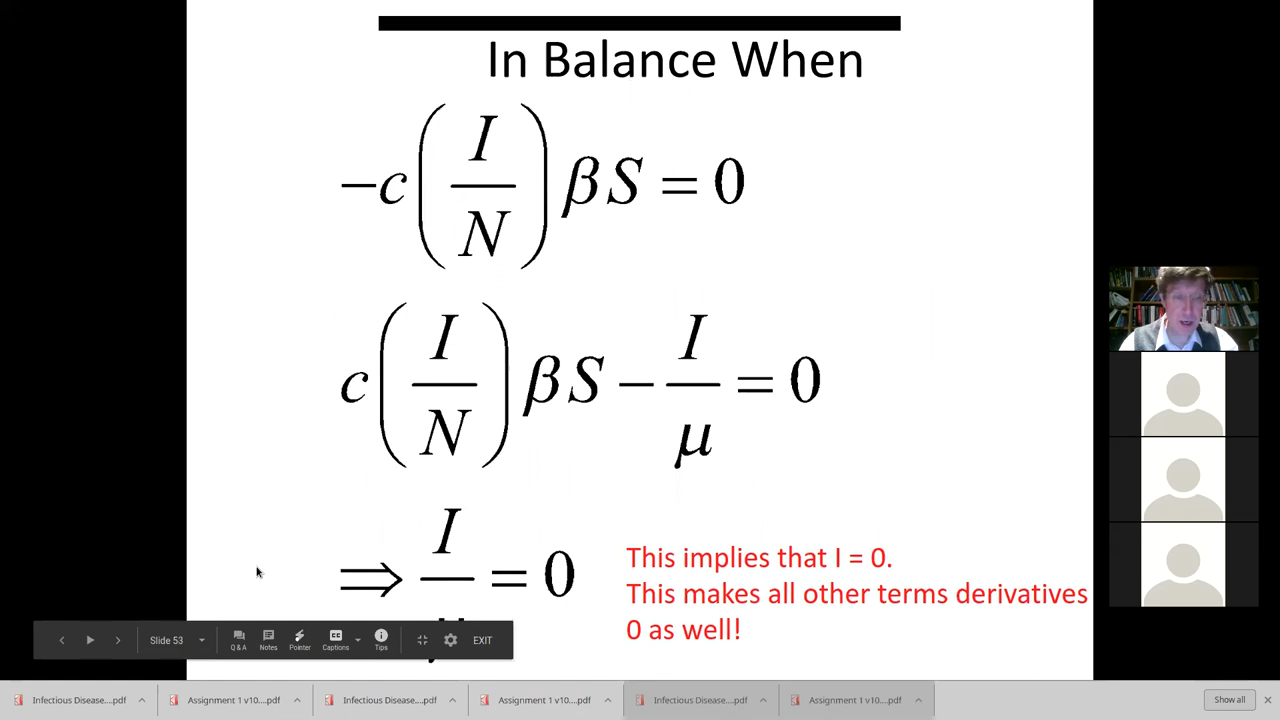 In Balance When
−c(I/N)βS = 0
c(I/N)βS − I/μ = 0
⇒ I/μ = 0
This implies that I = 0.
This makes all other terms derivatives
0 as well!
Slide 53
Q & A
Notes
Pointer
Captions
Tips
EXIT
Infectious Disease....pdf
Assignment 1 v10....pdf
Infectious Disease....pdf
Assignment 1 v10....pdf
Infectious Disease....pdf
Assignment 1 v10....pdf
Show all